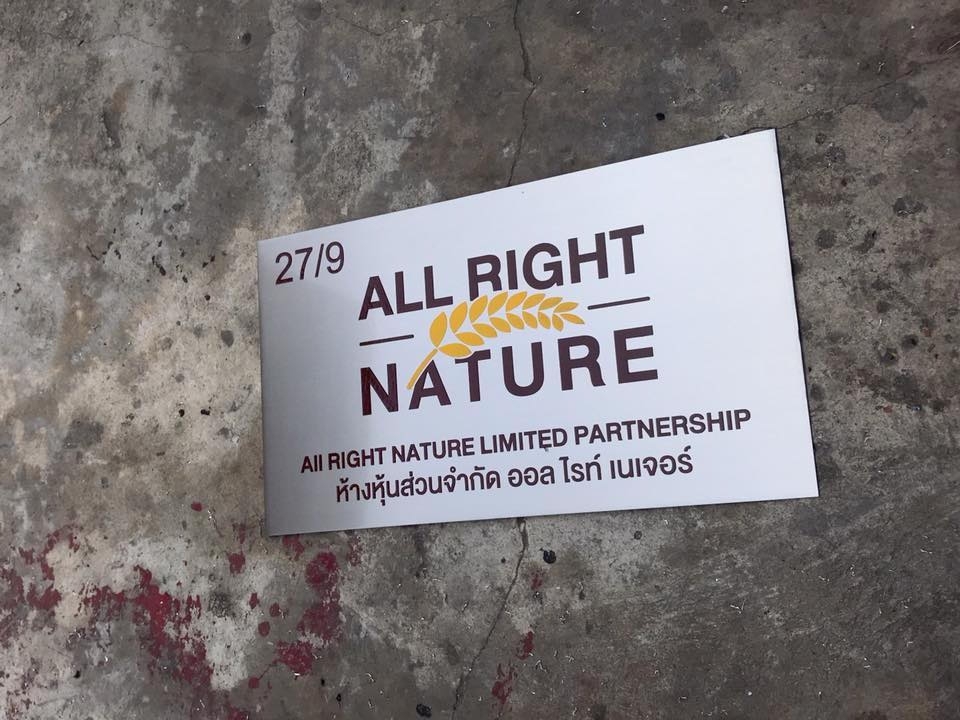 27/9
ALL RIGHT
NATURE
All RIGHT NATURE LIMITED PARTNERSHIP
ห้างหุ้นส่วนจำกัด ออล ไรท์ เนเจอร์